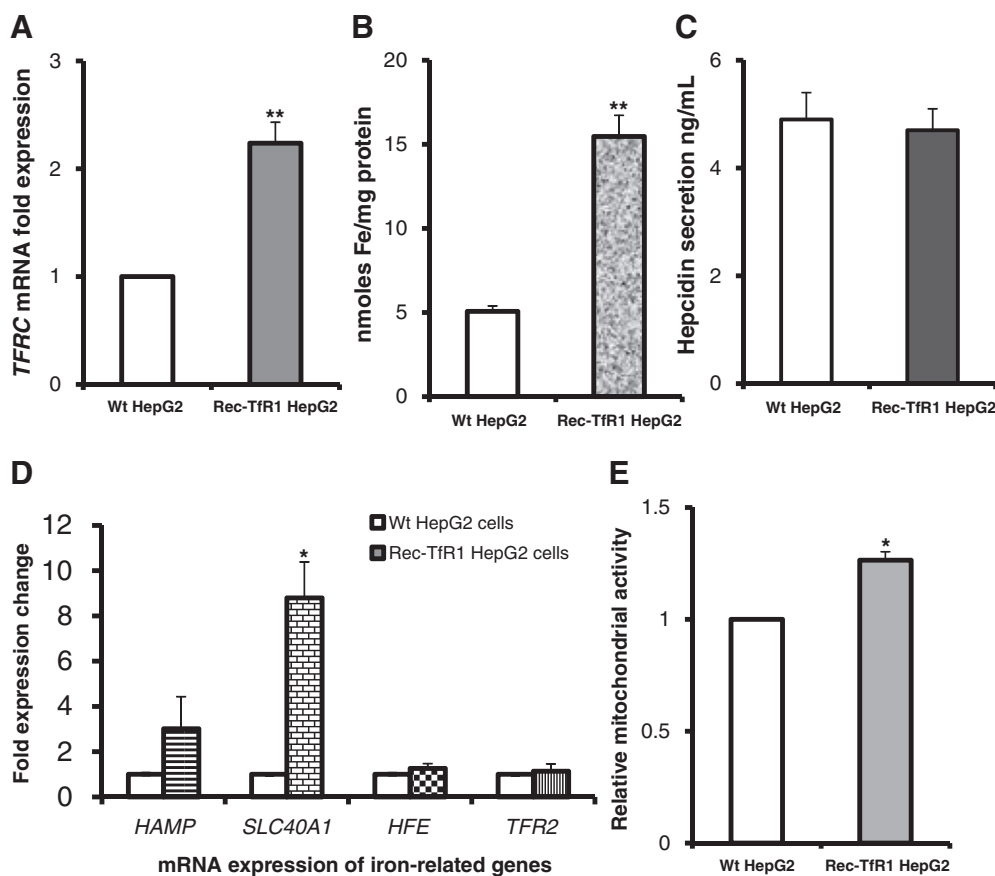 A
3
2
1
0
TFRC mRNA fold expression
**
Wt HepG2
Rec-TfR1 HepG2
B
20
15
10
5
0
nmoles Fe/mg protein
**
Wt HepG2
Rec-TfR1 HepG2
C
6
4
2
0
Hepcidin secretion ng/mL
Wt HepG2
Rec-TfR1 HepG2
D
12
10
8
6
4
2
0
Fold expression change
Wt HepG2 cells
Rec-TfR1 HepG2 cells
*
HAMP
SLC40A1
HFE
TFR2
mRNA expression of iron-related genes
E
1.5
1
0.5
0
Relative mitochondrial activity
*
Wt HepG2
Rec-TfR1 HepG2